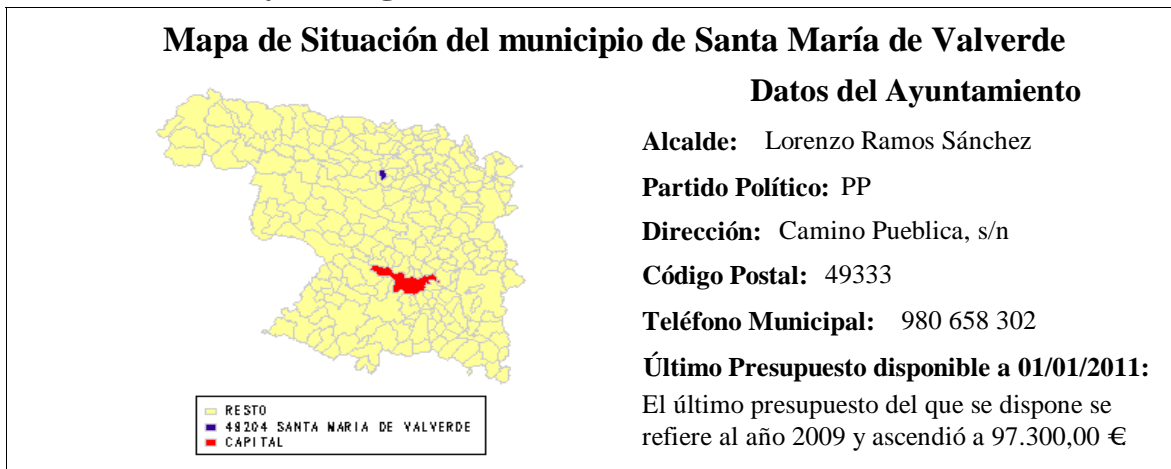 Mapa de Situación del municipio de Santa María de Valverde
Datos del Ayuntamiento
Alcalde: Lorenzo Ramos Sánchez
Partido Político: PP
Dirección: Camino Pueblica, s/n
Código Postal: 49333
Teléfono Municipal: 980 658 302
Último Presupuesto disponible a 01/01/2011:
El último presupuesto del que se dispone se
refiere al año 2009 y ascendió a 97.300,00 €
RESTO
49204 SANTA MARIA DE VALVERDE
CAPITAL